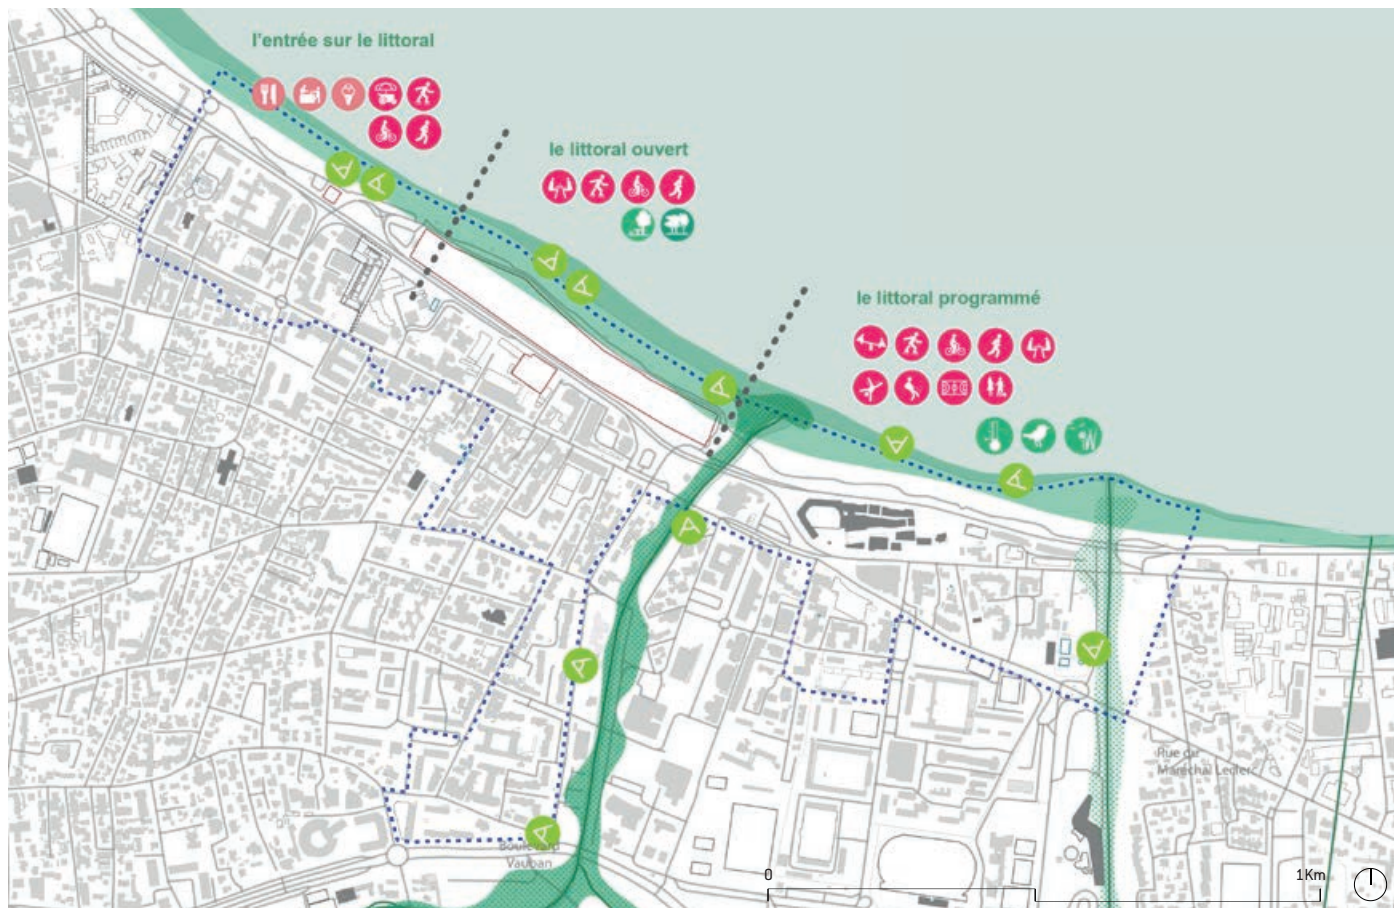 l'entrée sur le littoral
le littoral ouvert
le littoral programmé
Rue du
Maréchal Leclerc
Boulevard
Vauban
0
1Km